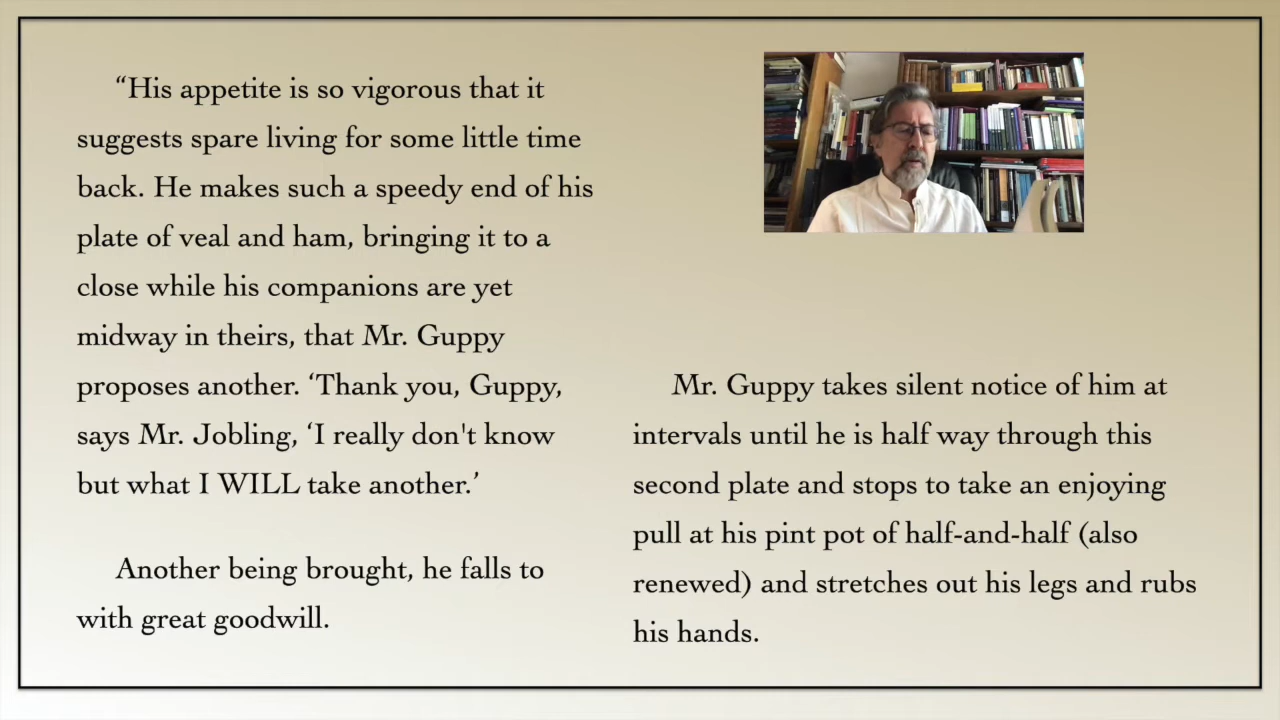 “His appetite is so vigorous that it
suggests spare living for some little time
back. He makes such a speedy end of his
plate of veal and ham, bringing it to a
close while his companions are yet
midway in theirs, that Mr. Guppy
proposes another. ‘Thank you, Guppy,
says Mr. Jobling, ‘I really don't know
but what I WILL take another.’
Another being brought, he falls to
with great goodwill.
Mr. Guppy takes silent notice of him at
intervals until he is half way through this
second plate and stops to take an enjoying
pull at his pint pot of half-and-half (also
renewed) and stretches out his legs and rubs
his hands.